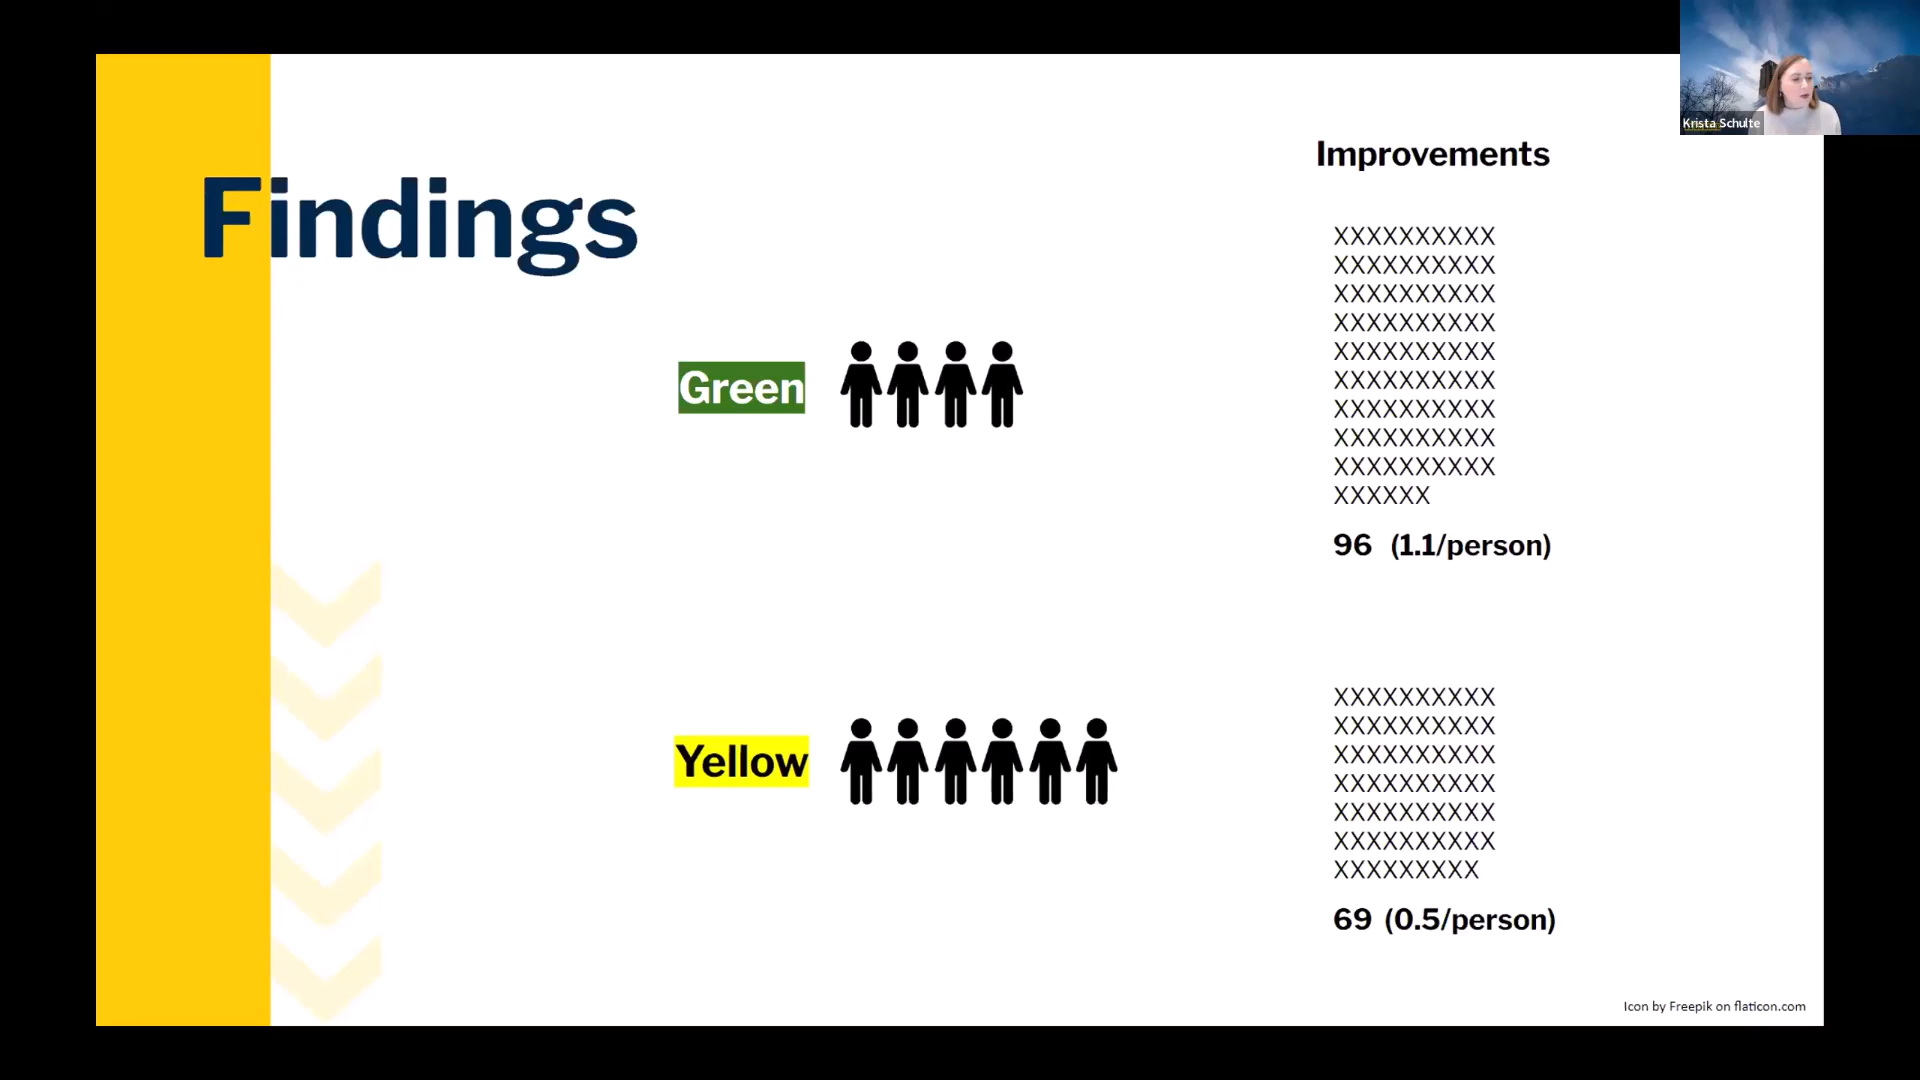 Krista Schulte
Findings
Improvements
Green
XXXXXXXXXX
XXXXXXXXXX
XXXXXXXXXX
XXXXXXXXXX
XXXXXXXXXX
XXXXXXXXXX
XXXXXXXXXX
XXXXXXXXXX
XXXXXXXXXX
XXXXXX
96 (1.1/person)
Yellow
XXXXXXXXXX
XXXXXXXXXX
XXXXXXXXXX
XXXXXXXXXX
XXXXXXXXXX
XXXXXXXXXX
XXXXXXXXX
69 (0.5/person)
Icon by Freepik on flaticon.com